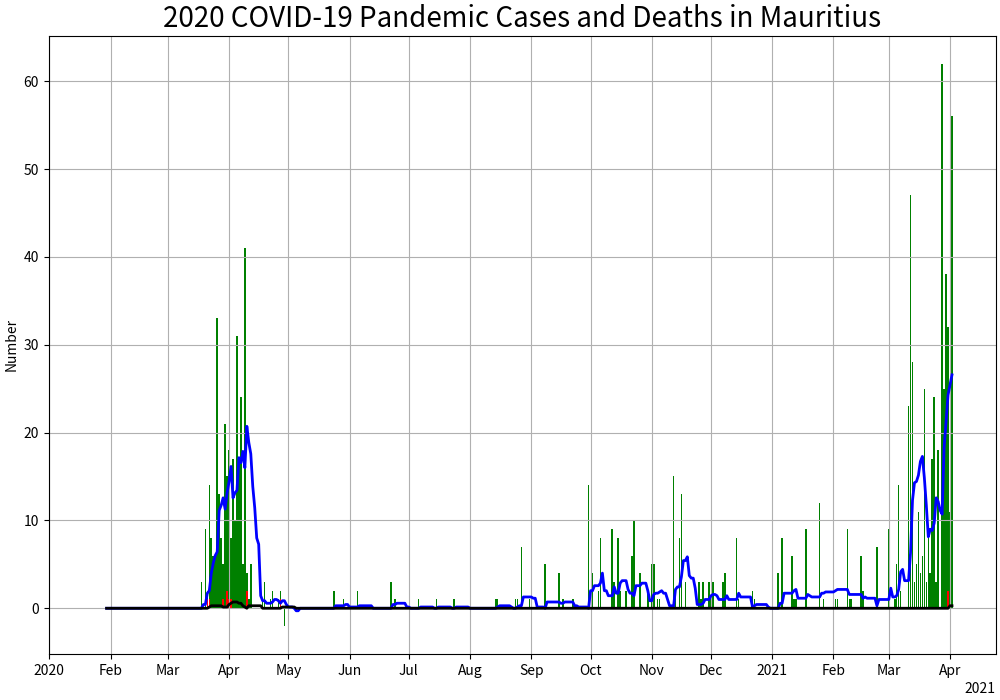 2020 COVID-19 Pandemic Cases and Deaths in Mauritius
Number
60
50
40
30
20
10
0
2020 Feb Mar Apr May Jun Jul Aug Sep Oct Nov Dec 2021 Feb Mar Apr
2021